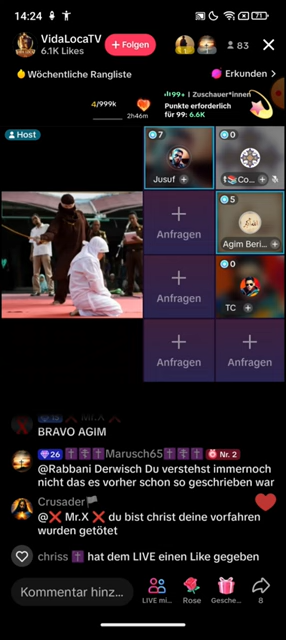 14:24
71
VidaLocaTV
6.1K Likes
+ Folgen
83
Wöchentliche Rangliste
Erkunden >
4/999k
2h46m
99+ | Zuschauer*innen
Punkte erforderlich
für 99: 6.6K
Host
7
Jusuf
0
Co...
Anfragen
5
Agim Beri...
Anfragen
0
TC
Anfragen
Anfragen
Mr.X
BRAVO AGIM
26 Marusch65 Nr. 2
@Rabbani Derwisch Du verstehst immernoch
nicht das es vorher schon so geschrieben war
Crusader
@❌ Mr.X ❌ du bist christ deine vorfahren
wurden getötet
chriss ✝ hat dem LIVE einen Like gegeben
Kommentar hinz...
LIVE mi...
Rose
Gesche...
8